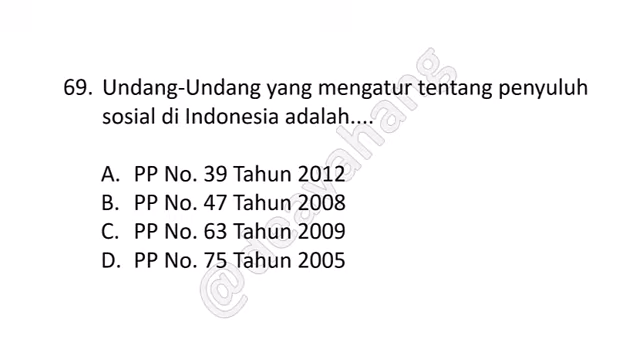 69. Undang-Undang yang mengatur tentang penyuluh
sosial di Indonesia adalah....
A. PP No. 39 Tahun 2012
B. PP No. 47 Tahun 2008
C. PP No. 63 Tahun 2009
D. PP No. 75 Tahun 2005
@doayahang